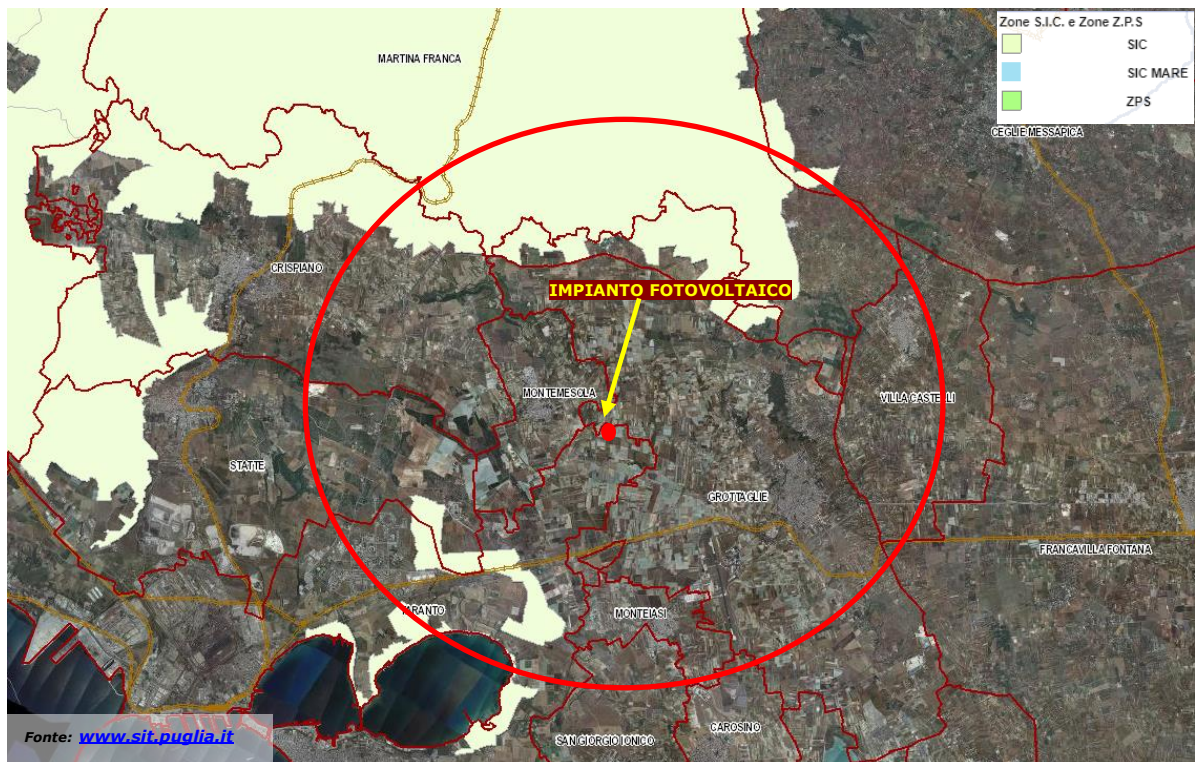 Zone S.I.C. e Zone Z.P.S
SIC
SIC MARE
ZPS
MARTINA FRANCA
CEGLIE MESSAPICA
CRISPIANO
IMPIANTO FOTOVOLTAICO
MONTEMESOLA
VILLA CASTELLI
STATTE
GROTTAGLIE
FRANCAVILLA FONTANA
TARANTO
MONTEIASI
CAROSINO
SAN GIORGIO IONICO
Fonte: www.sit.puglia.it